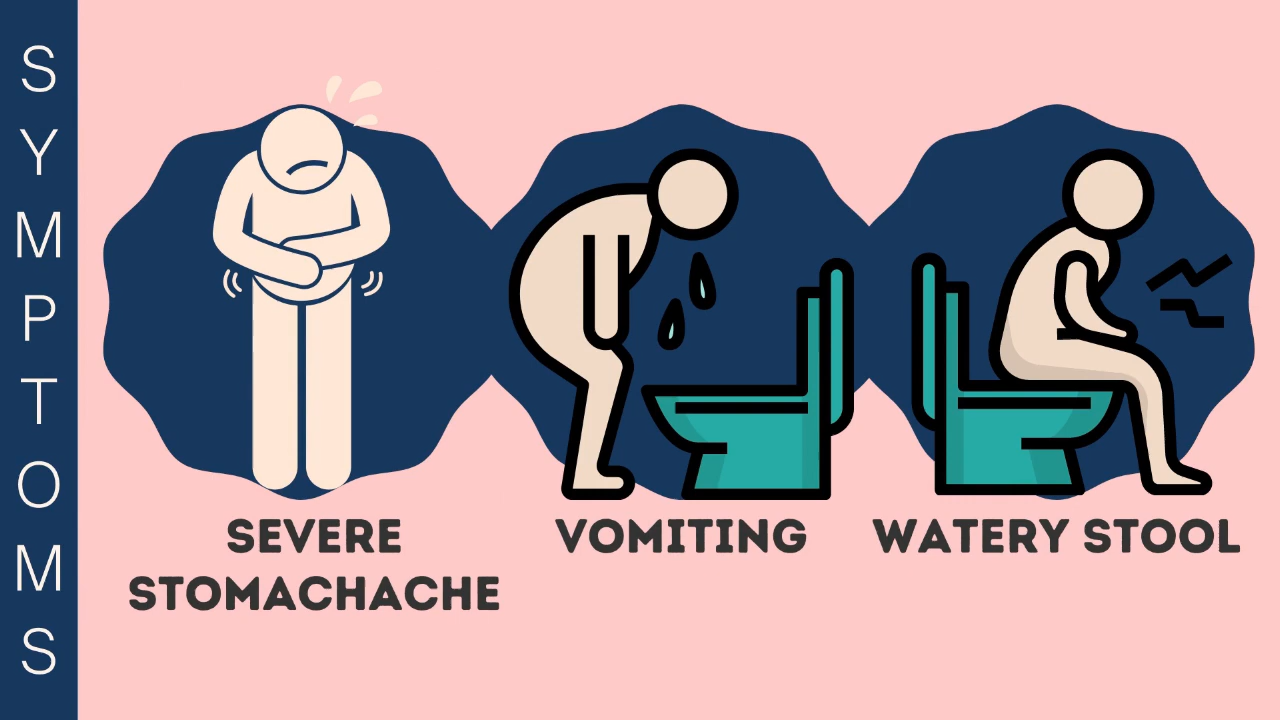 SYMPTOMS
SEVERE
STOMACHACHE
VOMITING
WATERY STOOL